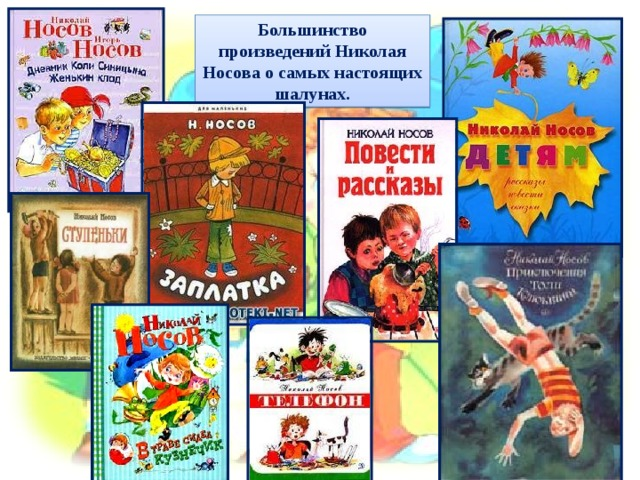 Большинство
произведений Николая
Носова о самых настоящих
шалунах.
Николай
Носов Игорь
Носов
Дневник Коли Синицына
Женькин клад
ДЛЯ МАЛЕНЬКИХ
Н. НОСОВ
ЗАПЛАТКА
НИКОЛАЙ НОСОВ
Повести
и
рассказы
Николай Носов
ДЕТЯМ
рассказы
повести
сказки
Николай Носов
СТУПЕНЬКИ
Николай Носов
Приключения
Толи
Клюквина
Николай
Носов
В траве сидел
кузнечик
Николай Носов
ТЕЛЕФОН